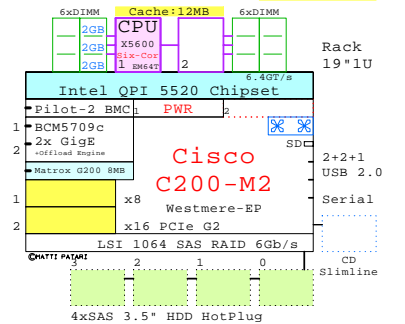 6xDIMM
Cache:12MB
6xDIMM
CPU
2GB
X5600
2GB
Six-Cor
2GB
1 EM64T
2
Rack
19"1U
6.4GT/s
Intel QPI 5520 Chipset
Pilot-2 BMC
1
PWR
2
1
BCM5709c
2x GigE
2
+Offload Engine
SD
Matrox G200 8MB
Cisco
C200-M2
2+2+1
USB 2.0
1
x8
Westmere-EP
Serial
2
x16 PCIe G2
LSI 1064 SAS RAID 6Gb/s
©MATTI PATARI
CD
Slimline
3
2
1
0
4xSAS 3.5" HDD HotPlug